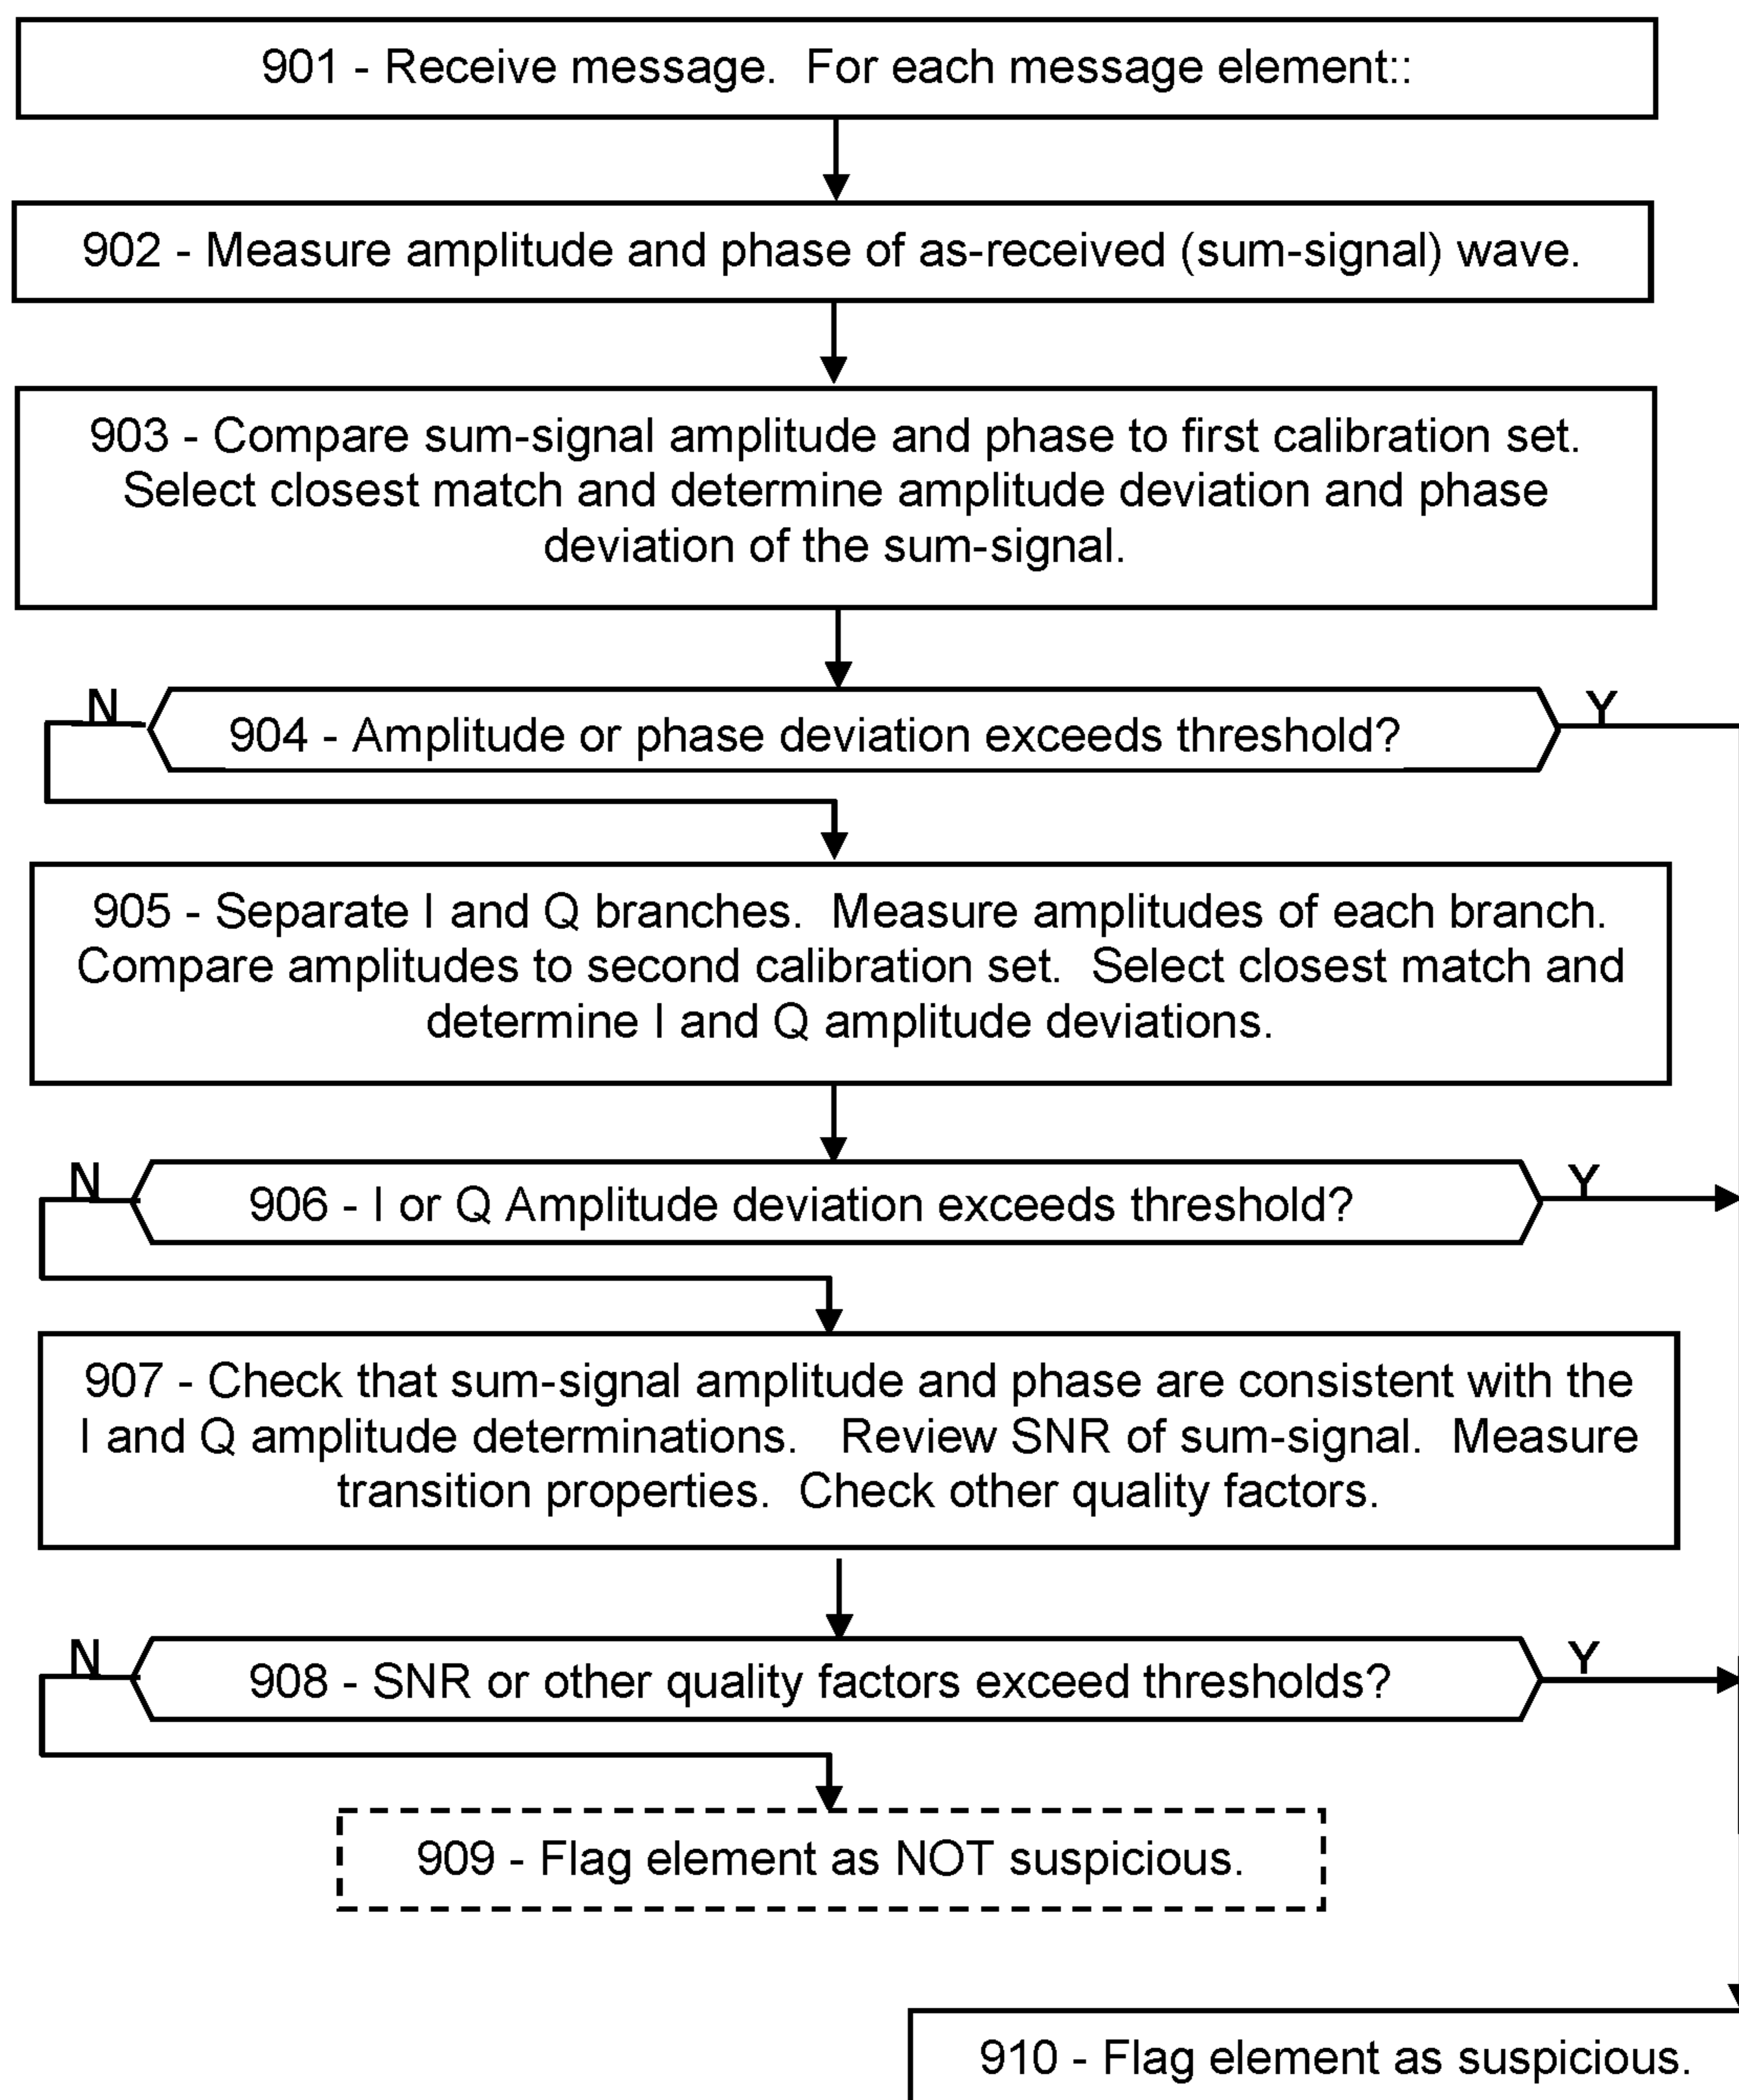 901 - Receive message.  For each message element::
902 - Measure amplitude and phase of as-received (sum-signal) wave.
903 - Compare sum-signal amplitude and phase to first calibration set.
Select closest match and determine amplitude deviation and phase
deviation of the sum-signal.
N
904 - Amplitude or phase deviation exceeds threshold?
Y
905 - Separate I and Q branches.  Measure amplitudes of each branch.
Compare amplitudes to second calibration set.  Select closest match and
determine I and Q amplitude deviations.
N
906 - I or Q Amplitude deviation exceeds threshold?
Y
907 - Check that sum-signal amplitude and phase are consistent with the
I and Q amplitude determinations.   Review SNR of sum-signal.  Measure
transition properties.  Check other quality factors.
N
908 - SNR or other quality factors exceed thresholds?
Y
909 - Flag element as NOT suspicious.
910 - Flag element as suspicious.